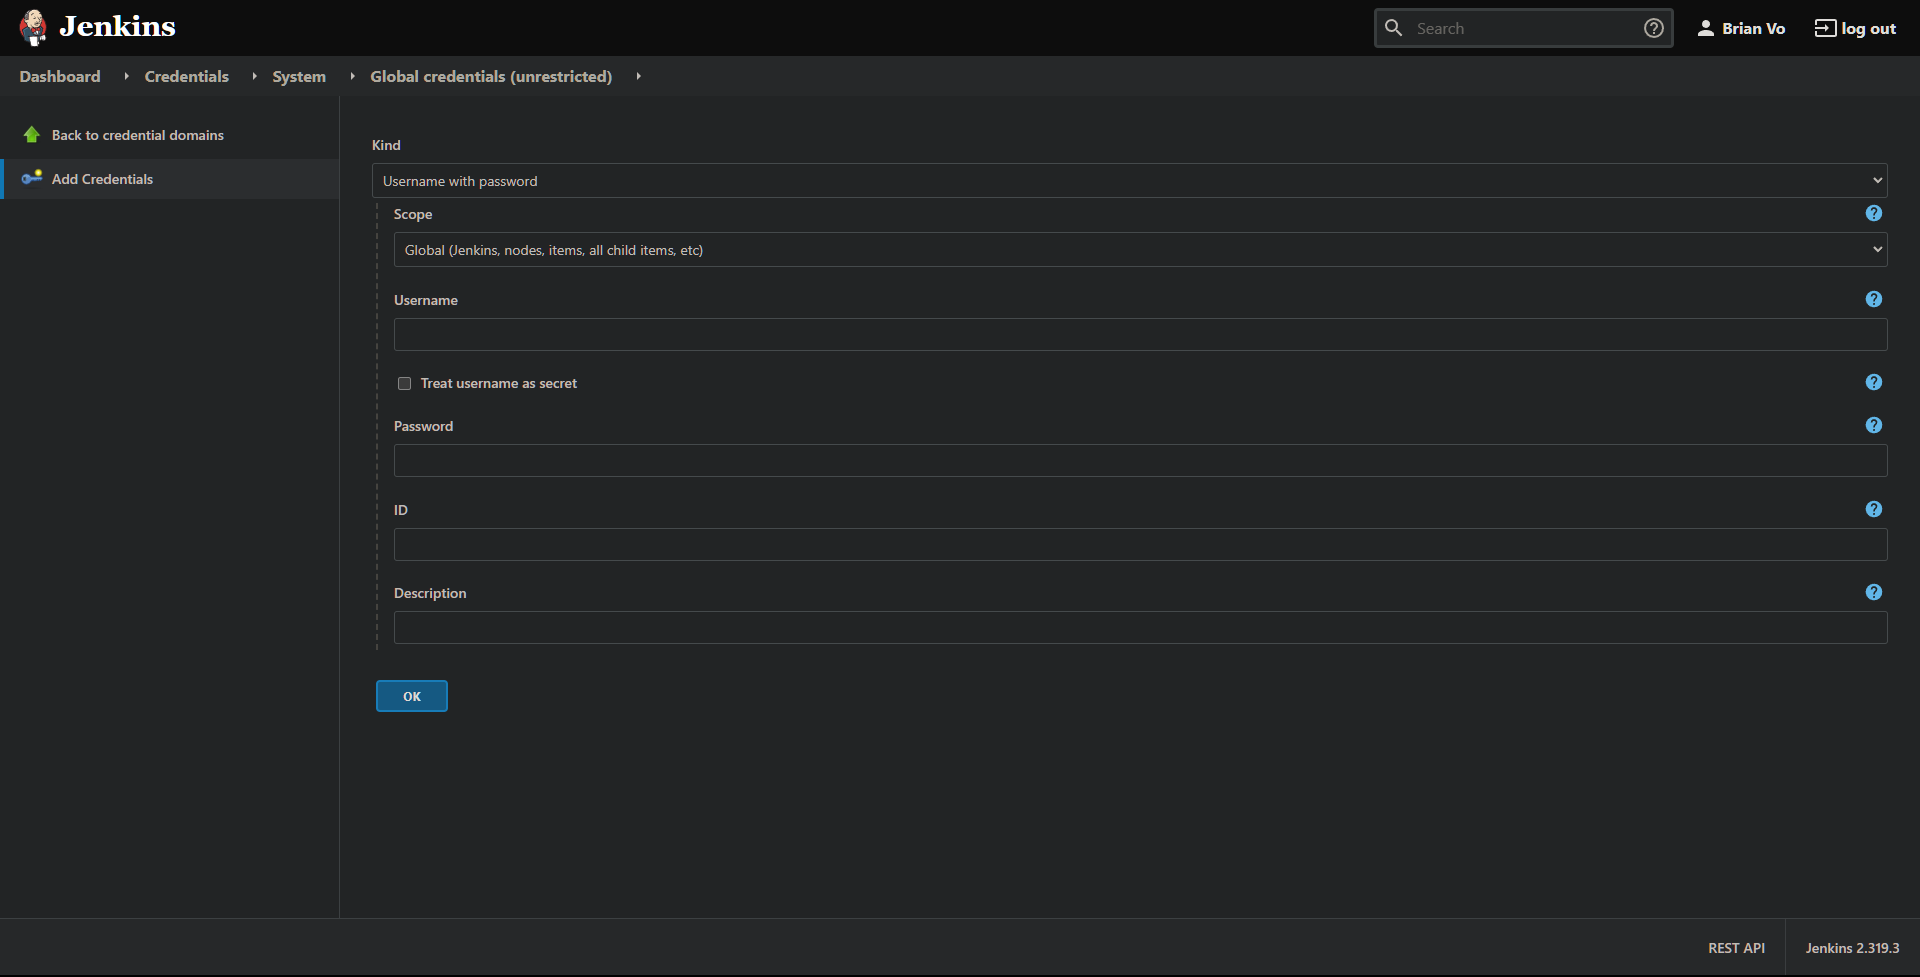 Jenkins
Search
Brian Vo
log out
Dashboard
Credentials
System
Global credentials (unrestricted)
Back to credential domains
Add Credentials
Kind
Username with password
Scope
Global (Jenkins, nodes, items, all child items, etc)
Username
Treat username as secret
Password
ID
Description
OK
REST API
Jenkins 2.319.3